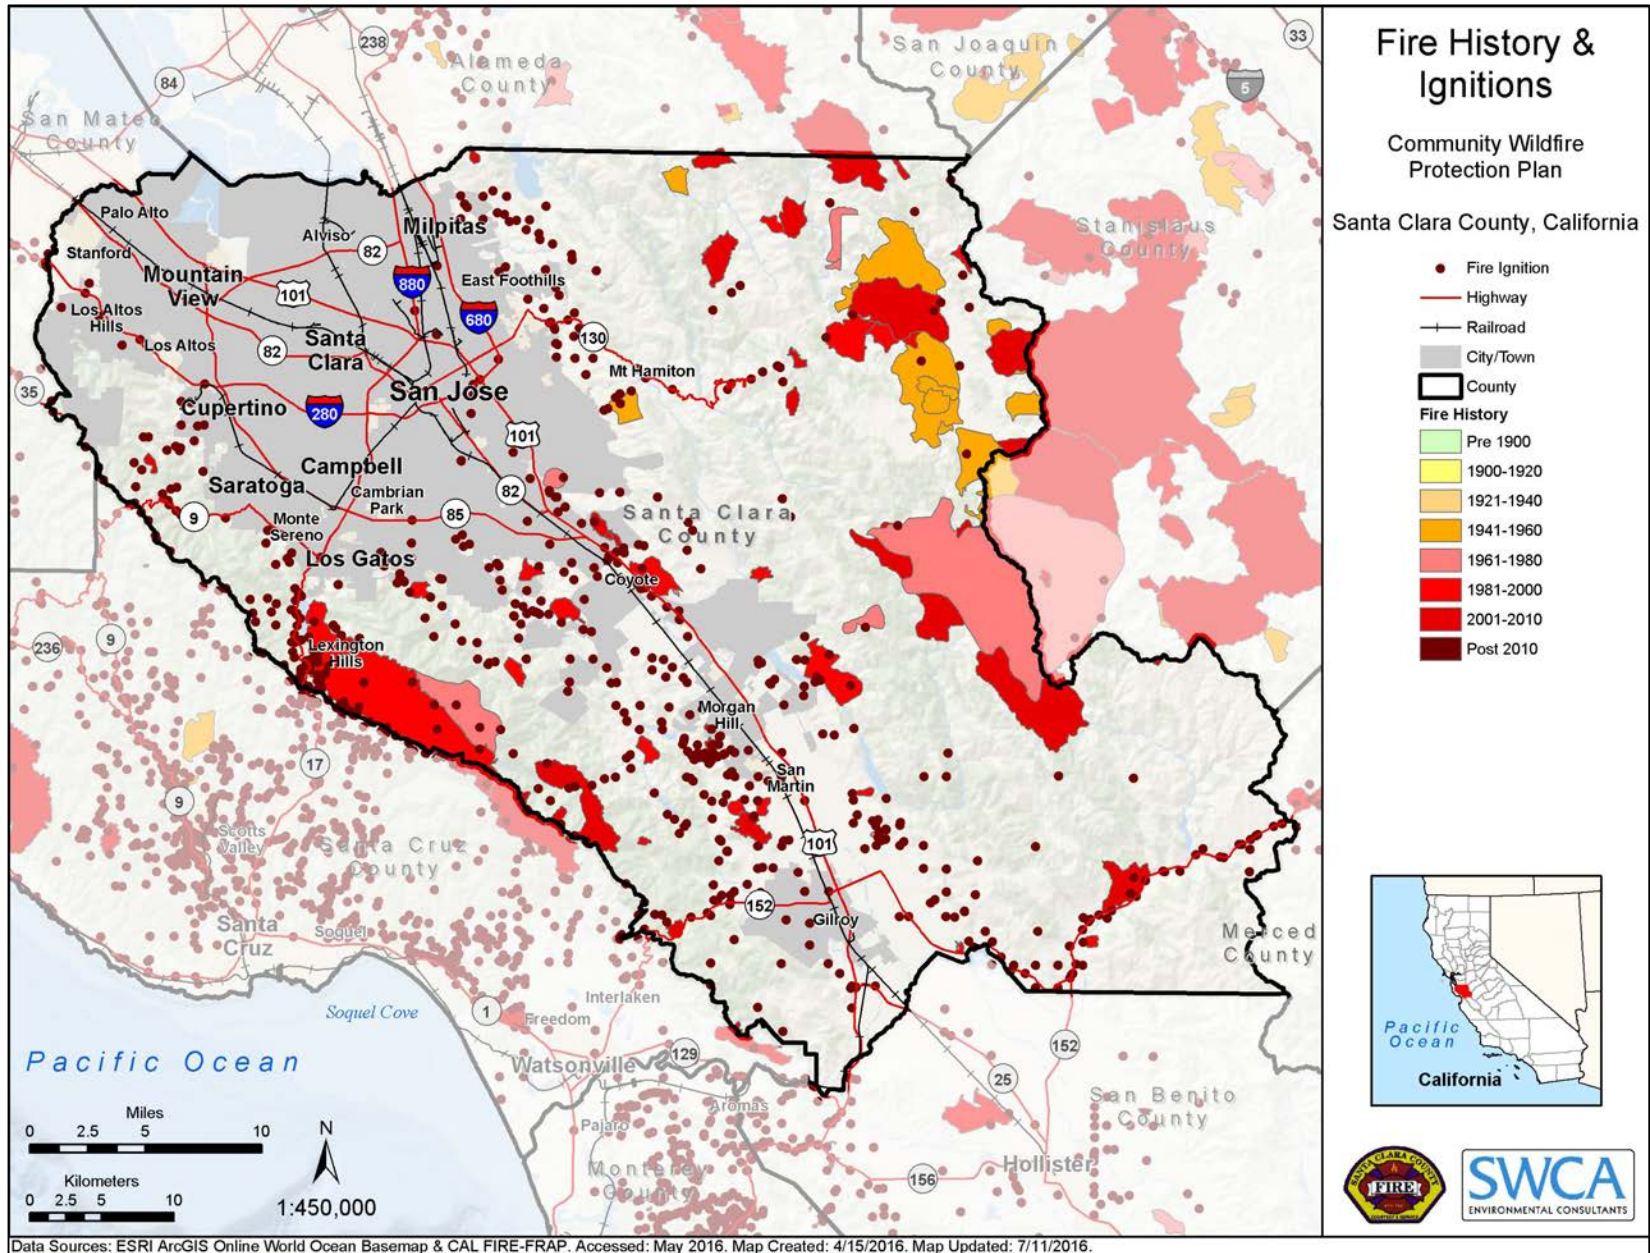 Fire History &
Ignitions
Community Wildfire
Protection Plan
Santa Clara County, California
Fire Ignition
Highway
Railroad
City/Town
County
Fire History
Pre 1900
1900-1920
1921-1940
1941-1960
1961-1980
1981-2000
2001-2010
Post 2010
238
84
Alameda
County
San Joaquin
County
33
5
San Mateo
County
Stanislaus
County
Palo Alto
Alviso
82
Milpitas
Stanford
Mountain
View
101
880
East Foothills
680
Los Altos
Hills
Los Altos
Santa
Clara
82
130
Mt Hamiton
35
San Jose
Cupertino
280
101
Campbell
Saratoga
Cambrian
Park
82
9
Monte
Sereno
85
Santa Clara
County
Los Gatos
Coyote
236
9
Lexington
Hills
Morgan
Hill
17
San
Martin
9
Scotts
Valley
Santa Cruz
County
101
152
Gilroy
Santa
Cruz
Soquel
Merced
County
Soquel Cove
1
Interlaken
Freedom
Pacific Ocean
Watsonville
129
152
25
Aromas
Pajaro
San Benito
County
Monterey
County
156
Hollister
Miles
0 2.5 5 10
Kilometers
0 2.5 5 10
N
1:450,000
Pacific
Ocean
California
SANTA CLARA COUNTY
FIRE
SWCA
ENVIRONMENTAL CONSULTANTS
Data Sources: ESRI ArcGIS Online World Ocean Basemap & CAL FIRE-FRAP. Accessed: May 2016. Map Created: 4/15/2016. Map Updated: 7/11/2016.